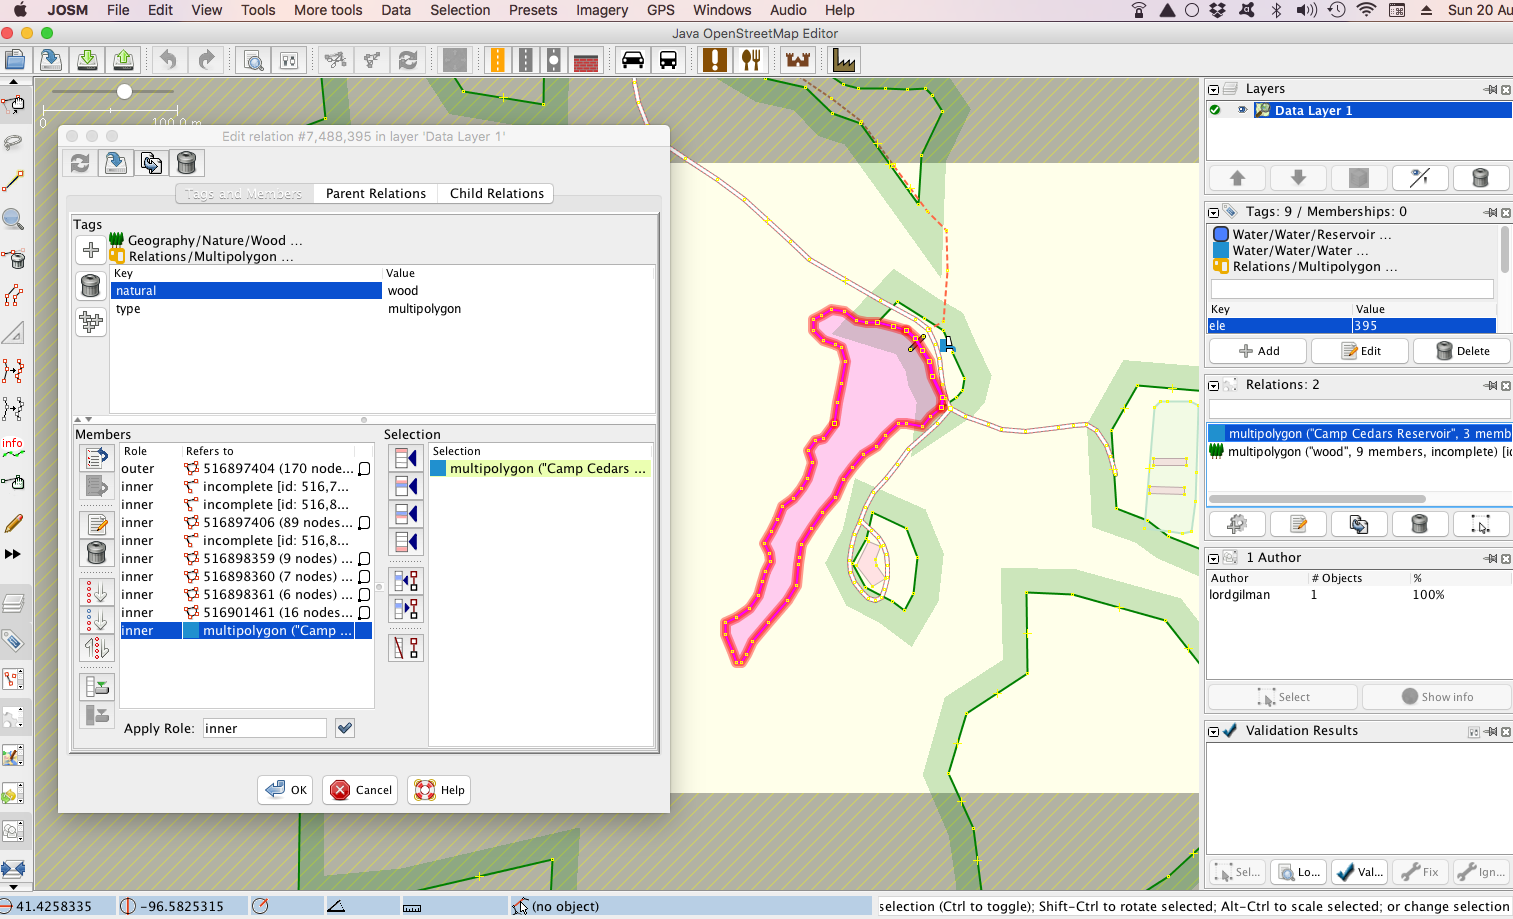 JOSM File Edit View Tools More tools Data Selection Presets Imagery GPS Windows Audio Help Sun 20 Au
Java OpenStreetMap Editor
0 100.0 m
Edit relation #7,488,395 in layer 'Data Layer 1'
Tags and Members Parent Relations Child Relations
Tags
Geography/Nature/Wood ...
Relations/Multipolygon ...
Key Value
natural wood
type multipolygon
Members
Role Refers to
outer 516897404 (170 node...
inner incomplete [id: 516,7...
inner incomplete [id: 516,8...
inner 516897406 (89 nodes...
inner incomplete [id: 516,8...
inner 516898359 (9 nodes) ...
inner 516898360 (7 nodes) ...
inner 516898361 (6 nodes) ...
inner 516901461 (16 nodes...
inner multipolygon ("Camp ...
Apply Role: inner
Selection
Selection
multipolygon ("Camp Cedars ...
OK Cancel Help
info
Layers
Data Layer 1
Tags: 9 / Memberships: 0
Water/Water/Reservoir ...
Water/Water/Water ...
Relations/Multipolygon ...
Key Value
ele 395
Add Edit Delete
Relations: 2
multipolygon ("Camp Cedars Reservoir", 3 memb
multipolygon ("wood", 9 members, incomplete) [ic
1 Author
Author # Objects %
lordgilman 1 100%
Select Show info
Validation Results
Sel... Lo... Val... Fix Ign...
41.4258335 -96.5825315 (no object) selection (Ctrl to toggle); Shift-Ctrl to rotate selected; Alt-Ctrl to scale selected; or change selection